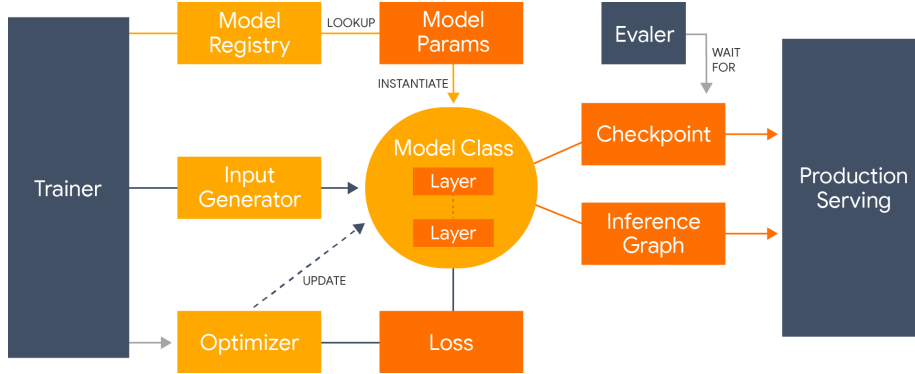 Model
Registry
LOOKUP
Model
Params
Evaler
WAIT
FOR
INSTANTIATE
Checkpoint
Model Class
Layer
Layer
Trainer
Input
Generator
Production
Serving
Inference
Graph
UPDATE
Optimizer
Loss